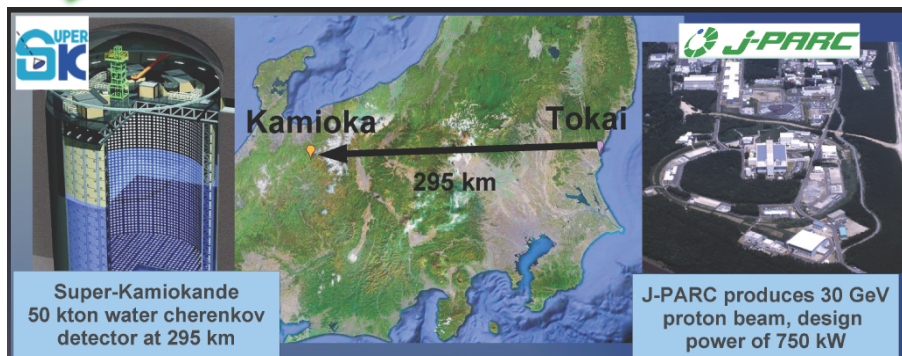 SUPER
SK
J-PARC
Kamioka
Tokai
295 km
Super-Kamiokande
50 kton water cherenkov
detector at 295 km
J-PARC produces 30 GeV
proton beam, design
power of 750 kW